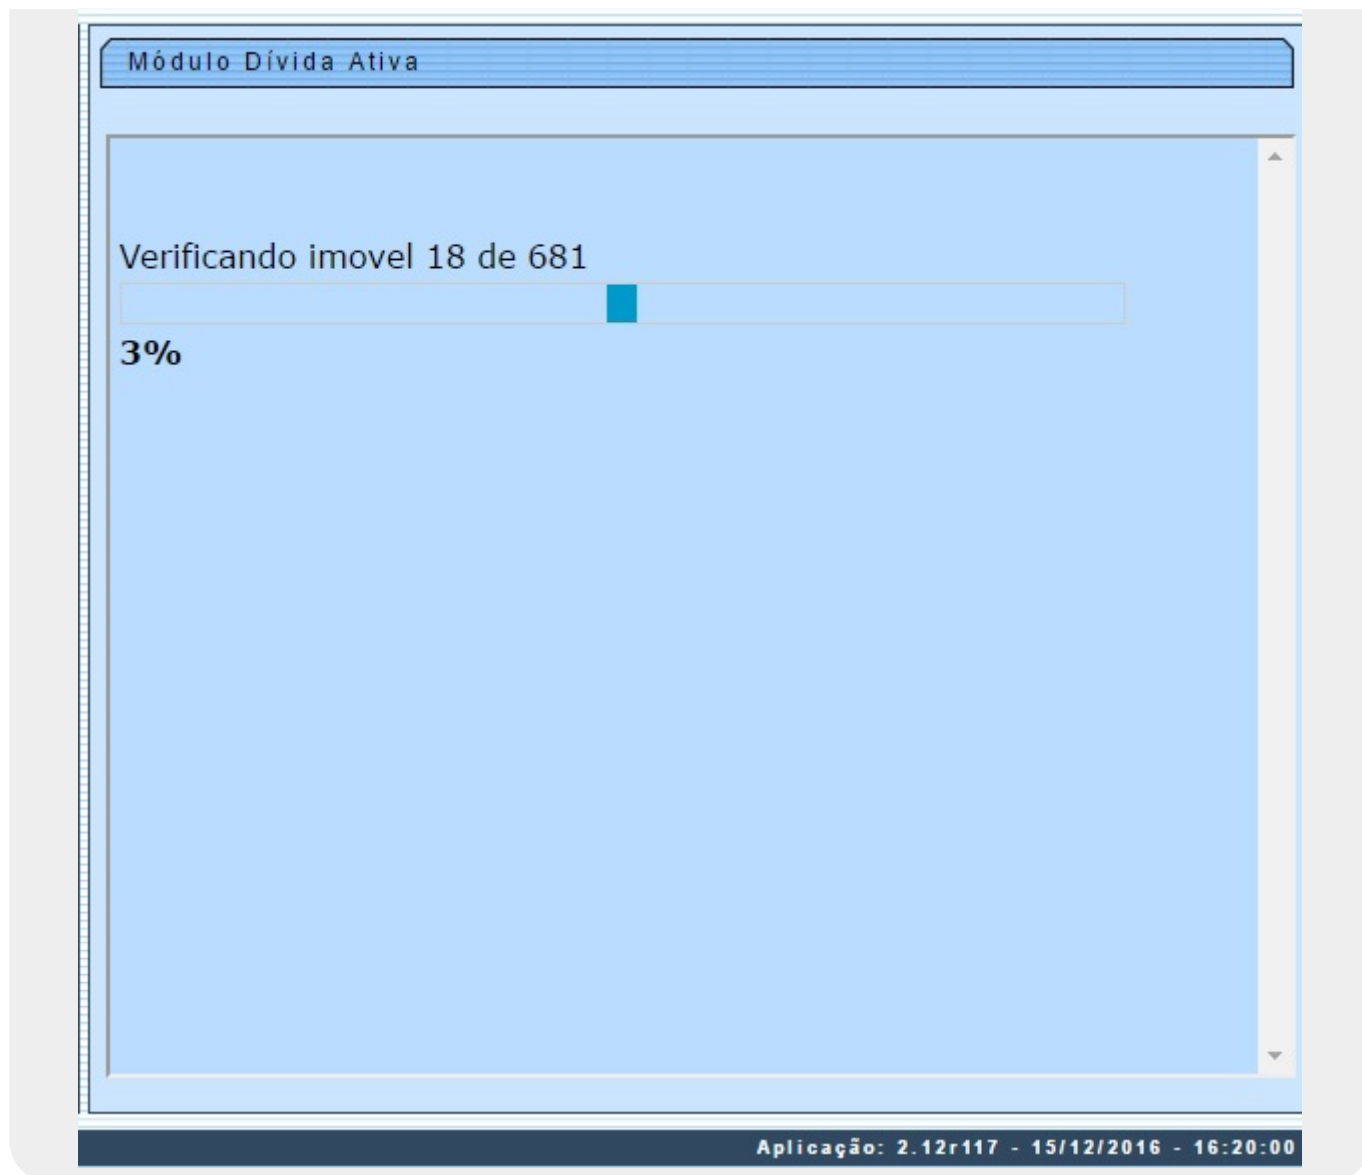 Módulo Dívida Ativa
Verificando imovel 18 de 681
3%
Aplicação: 2.12r117 - 15/12/2016 - 16:20:00